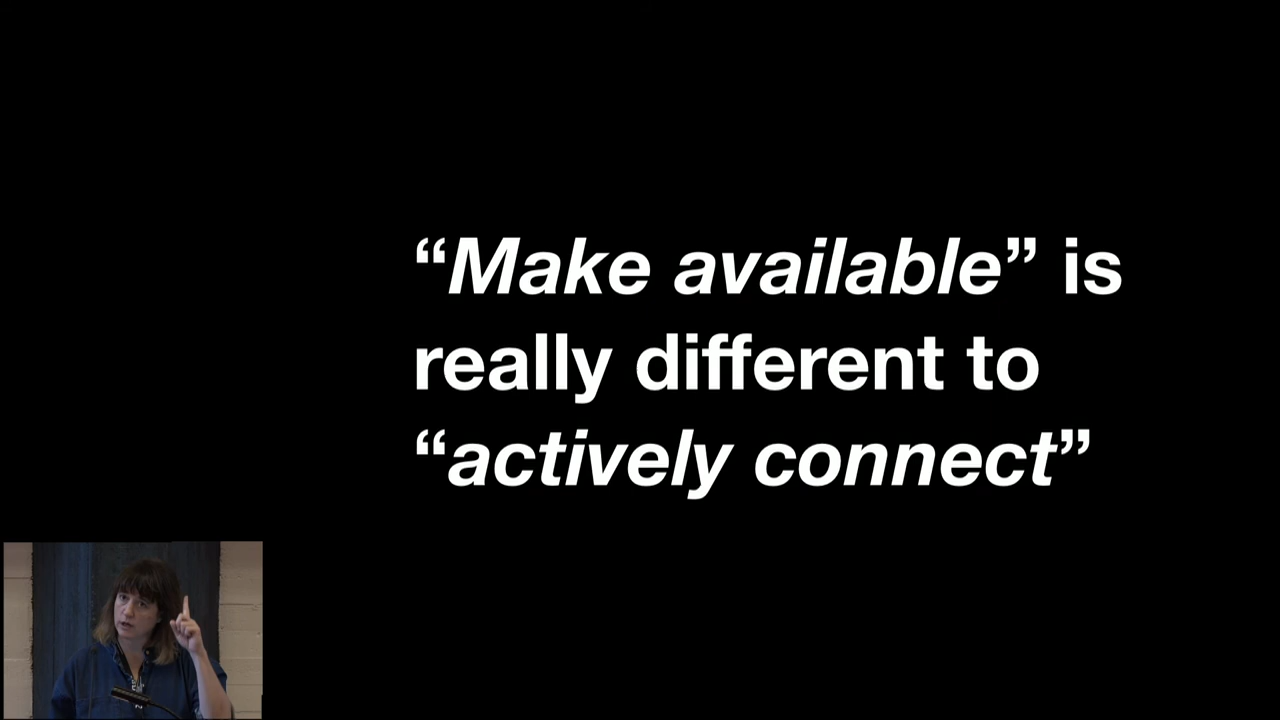 “Make available” is
really different to
“actively connect”